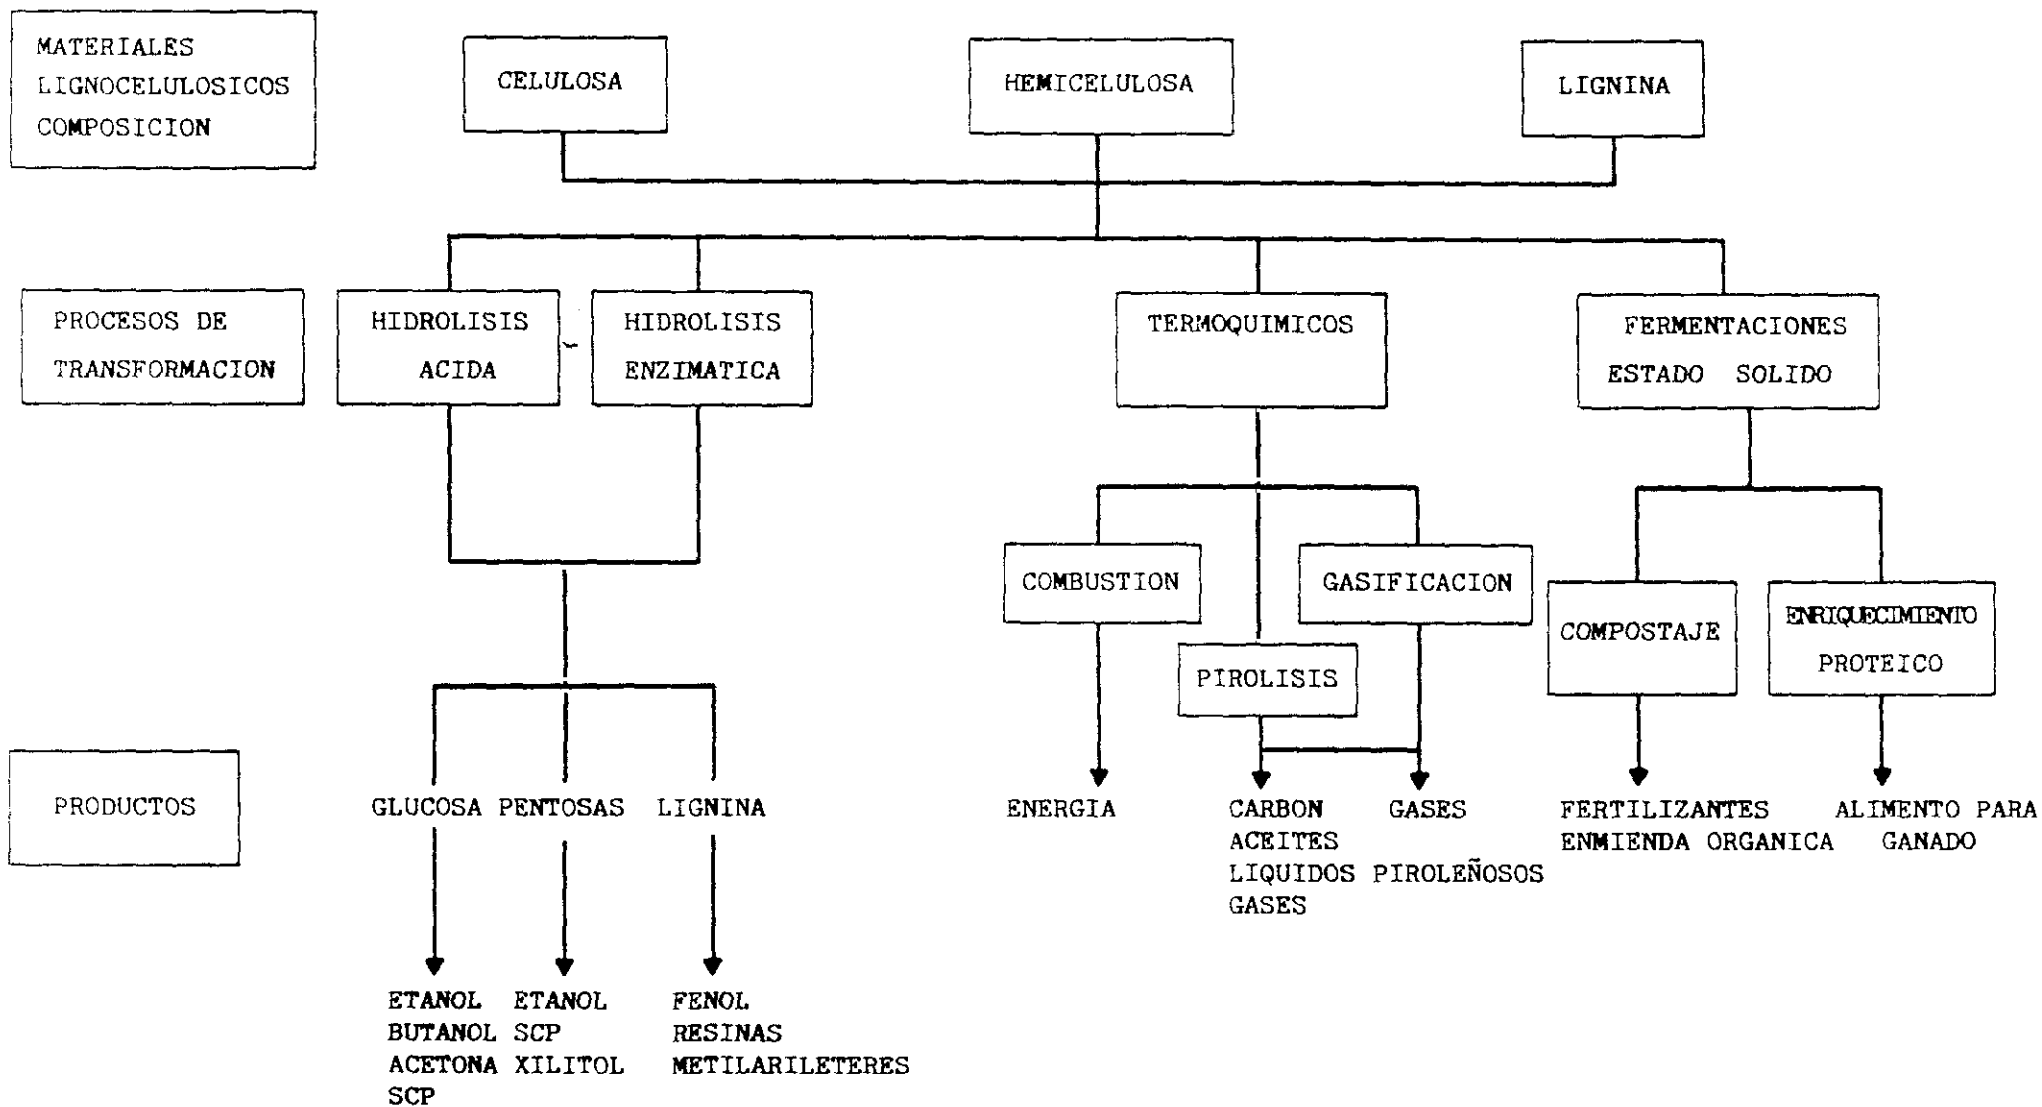 MATERIALES
LIGNOCELULOSICOS
COMPOSICION
CELULOSA
HEMICELULOSA
LIGNINA
PROCESOS DE
TRANSFORMACION
HIDROLISIS
ACIDA
HIDROLISIS
ENZIMATICA
TERMOQUIMICOS
FERMENTACIONES
ESTADO SOLIDO
COMBUSTION
GASIFICACION
PIROLISIS
COMPOSTAJE
ENRIQUECIMIENTO
PROTEICO
PRODUCTOS
GLUCOSA
PENTOSAS
LIGNINA
ENERGIA
CARBON
ACEITES
LIQUIDOS PIROLEÑOSOS
GASES
GASES
FERTILIZANTES
ENMIENDA ORGANICA
ALIMENTO PARA
GANADO
ETANOL
BUTANOL
ACETONA
SCP
ETANOL
SCP
XILITOL
FENOL
RESINAS
METILARILETERES